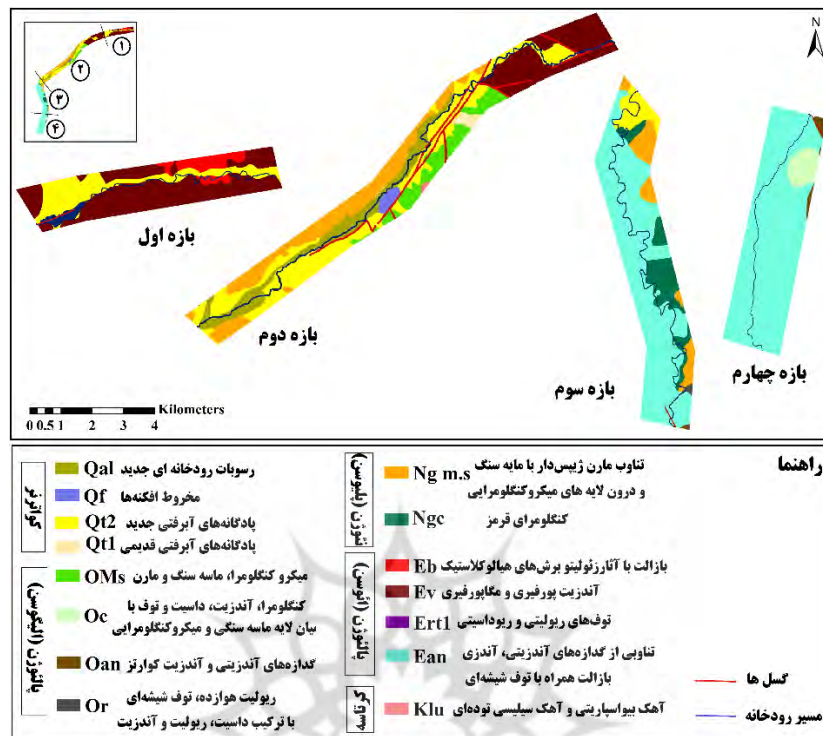 N
۱
۲
۳
۴
بازه اول
بازه دوم
بازه سوم
بازه چهارم
Kilometers
0 0.5 1 2 3 4
راهنما
کواترنر
Qal رسوبات رودخانه ای جدید
Qf مخروط افکنه‌ها
Qt2 پادگانه‌های آبرفتی جدید
Qt1 پادگانه‌های آبرفتی قدیمی
پالئوژن (الیگوسن)
OMs میکرو کنگلومرا، ماسه سنگ و مارن
Oc کنگلومرا، آندزیت، داسیت و توف با
بیان لایه ماسه سنگی و میکروکنگلومرایی
Oan گدازه‌های آندزیتی و آندزیت کوارتز
Or ریولیت هوازده، توف شیشه‌ای
با ترکیب داسیت، ریولیت و آندزیت
نئوژن (پلیوسن)
Ng m.s تناوب مارن ژیپس‌دار با مایه سنگ
و درون لایه های میکروکنگلومرایی
Ngc کنگلومرای قرمز
پالئوژن (ائوسن)
Eb بازالت با آثارزئولیتو برش‌های هیالوکلاستیک
Ev آندزیت پورفیری و مگاپورفیری
Ert1 توف‌های ریولیتی و ریوداسیتی
Ean تناوبی از گدازه‌های آندزیتی، آندزی
بازالت همراه با توف شیشه‌ای
Klu آهک بیواسپاریتی و آهک سیلیسی توده‌ای
گسل ها
مسیر رودخانه